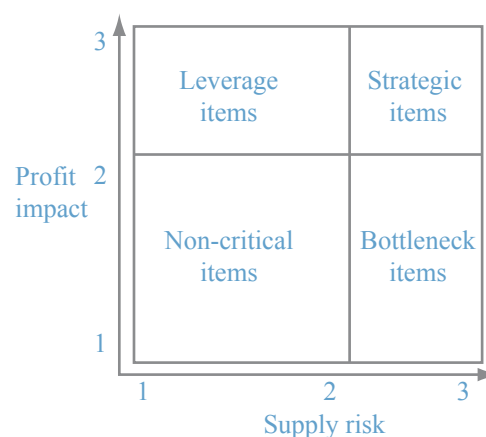 3
Leverage
items
Strategic
items
Profit
impact
2
Non-critical
items
Bottleneck
items
1
1 2 3
Supply risk